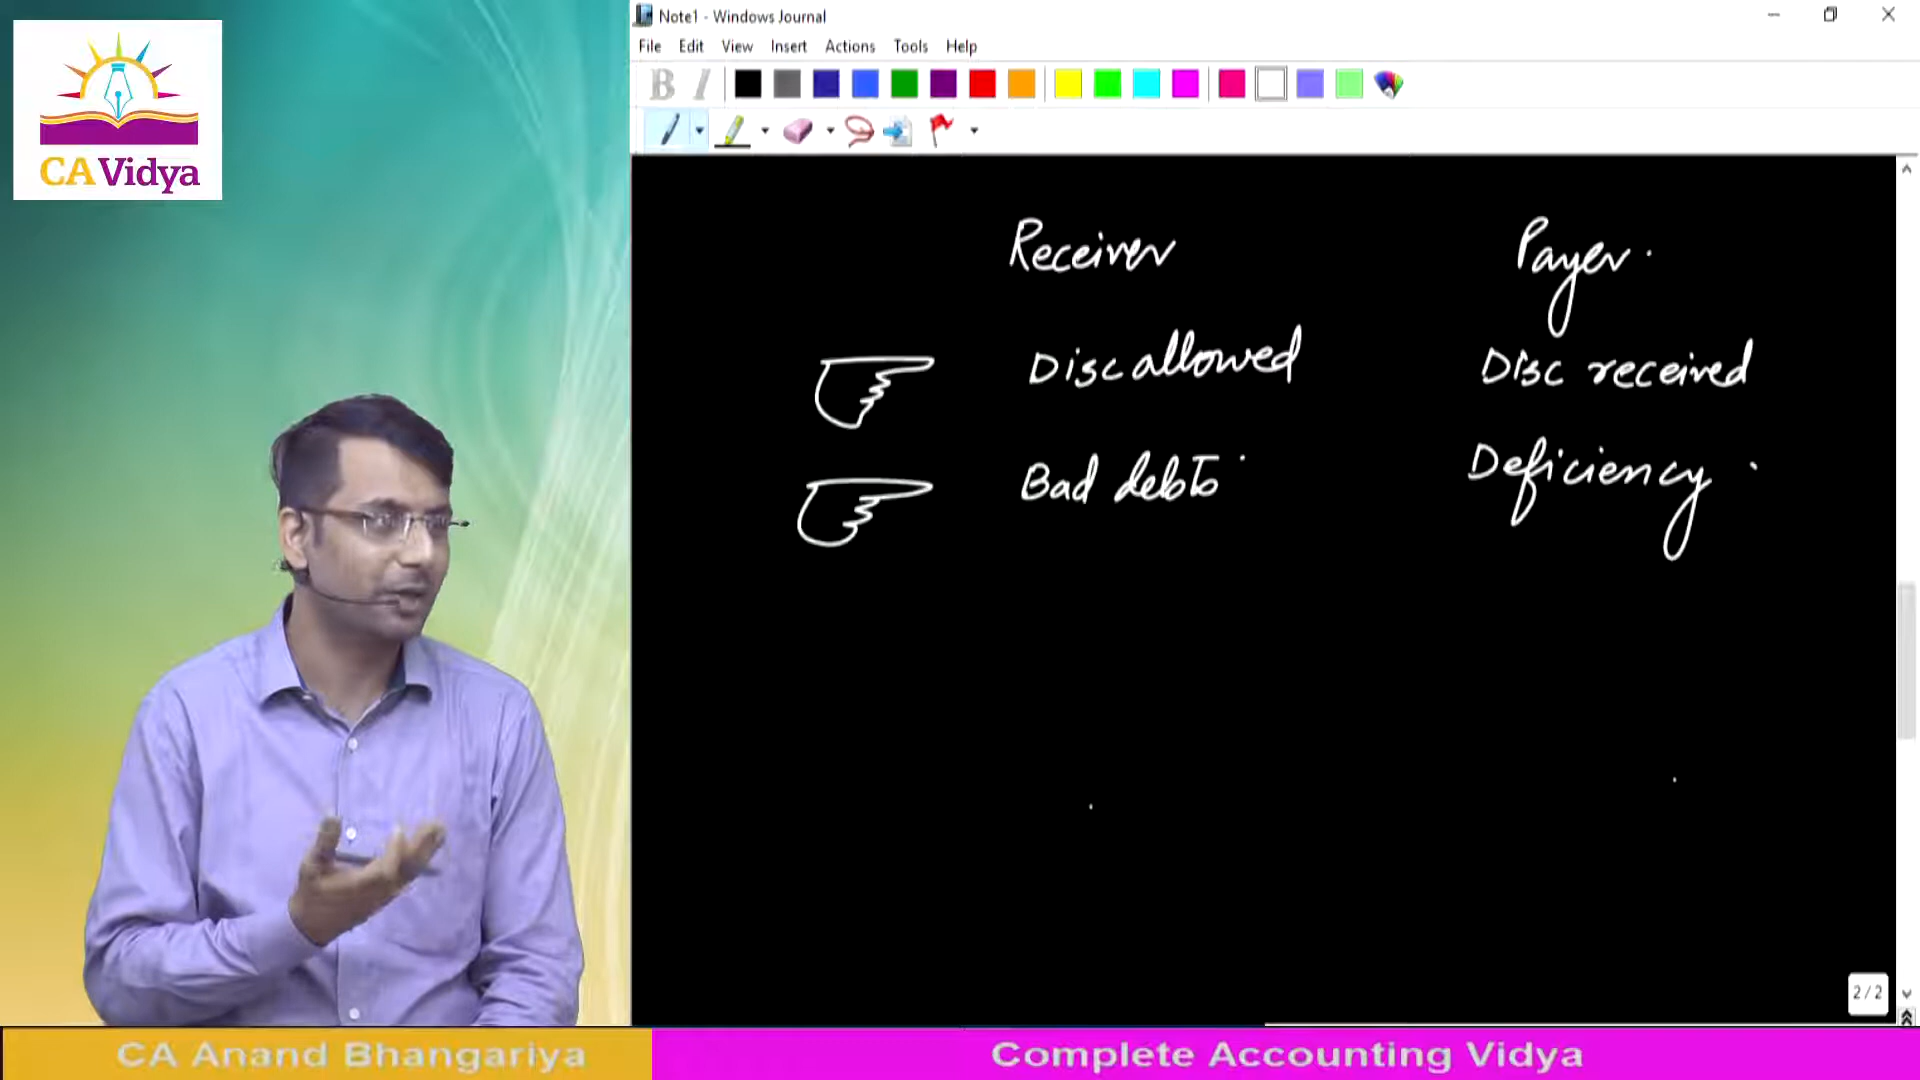 CA Vidya
Note1 - Windows Journal
File Edit View Insert Actions Tools Help
B I
Receiver Payer.
Disc allowed Disc received
Bad debts Deficiency.
2 / 2
CA Anand Bhangariya
Complete Accounting Vidya